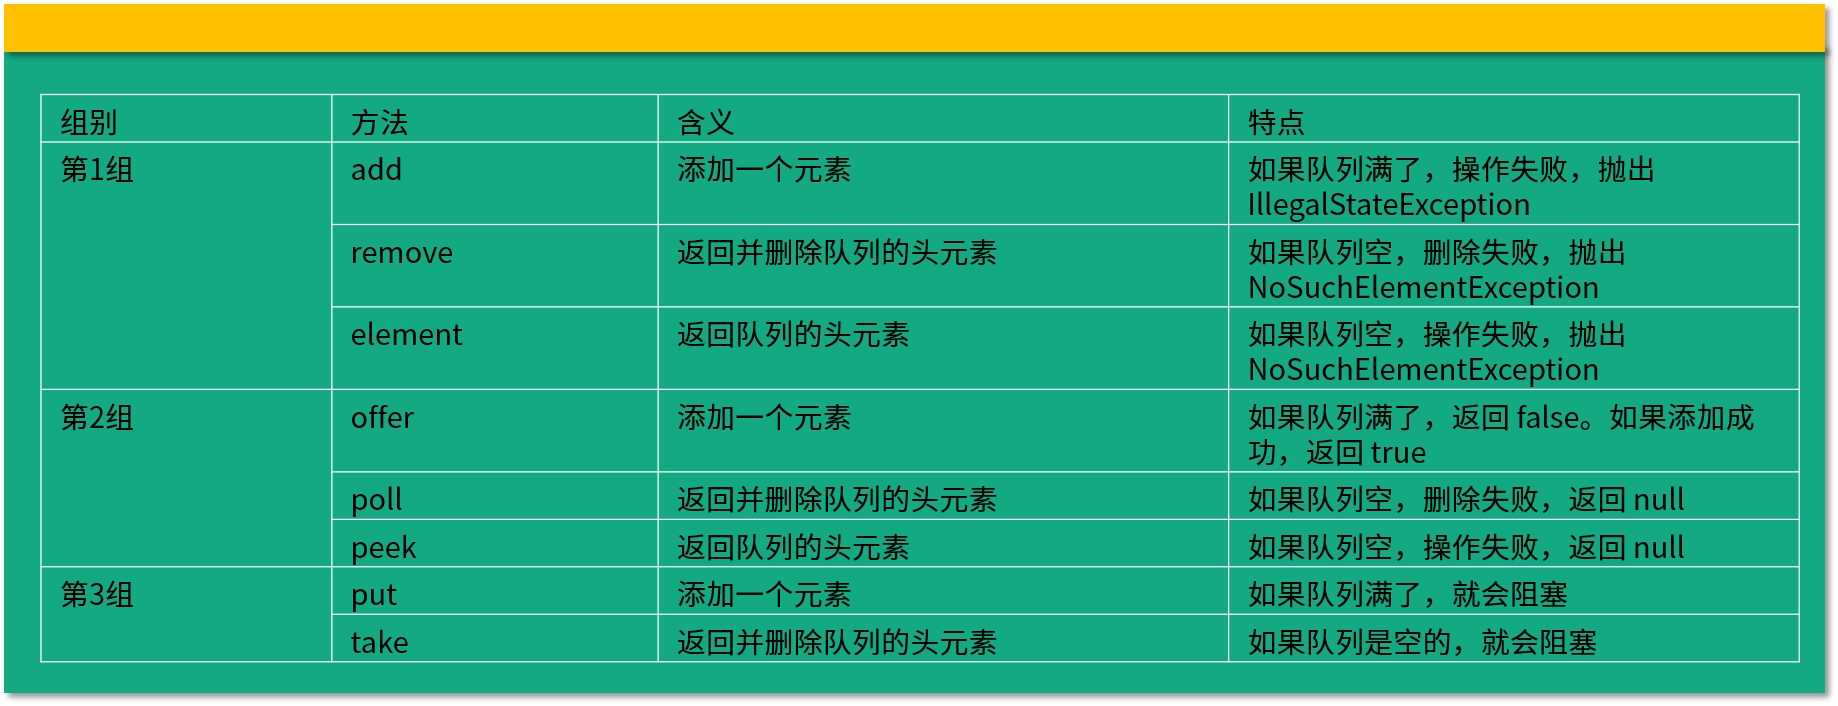 组别 方法 含义 特点
第1组 add 添加一个元素 如果队列满了，操作失败，抛出
IllegalStateException
remove 返回并删除队列的头元素 如果队列空，删除失败，抛出
NoSuchElementException
element 返回队列的头元素 如果队列空，操作失败，抛出
NoSuchElementException
第2组 offer 添加一个元素 如果队列满了，返回 false。如果添加成
功，返回 true
poll 返回并删除队列的头元素 如果队列空，删除失败，返回 null
peek 返回队列的头元素 如果队列空，操作失败，返回 null
第3组 put 添加一个元素 如果队列满了，就会阻塞
take 返回并删除队列的头元素 如果队列是空的，就会阻塞